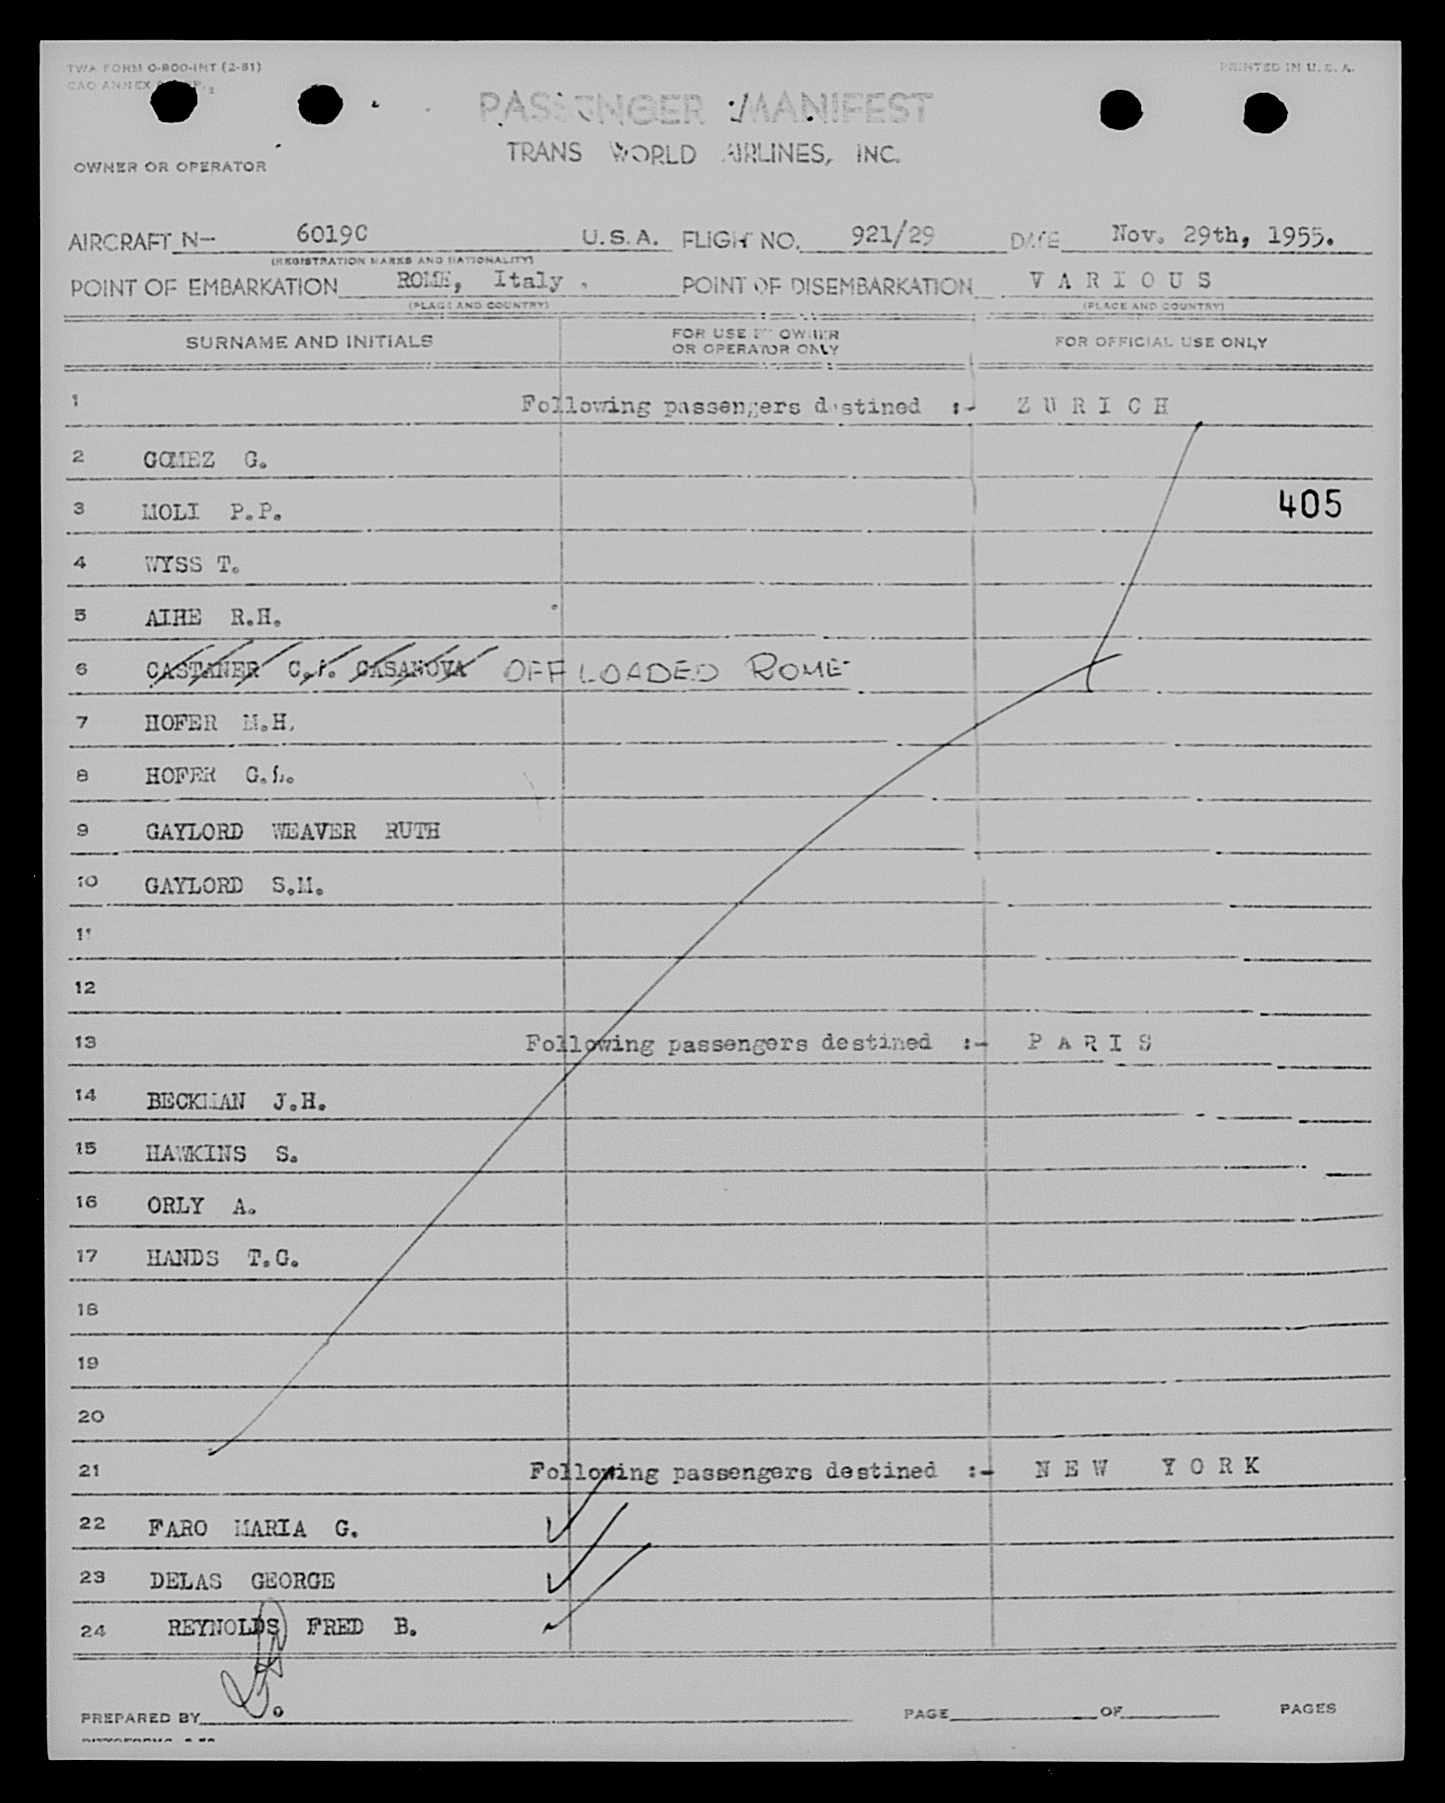 TWA FORM O-800-INT (2-51)
PRINTED IN U.S.A.
CAO ANNEX
PASSENGER MANIFEST
TRANS WORLD AIRLINES, INC.
OWNER OR OPERATOR
AIRCRAFT N- 6019C U.S.A. FLIGHT NO. 921/29 DATE Nov. 29th, 1955.
(REGISTRATION MARKS AND NATIONALITY)
POINT OF EMBARKATION ROME, Italy . POINT OF DISEMBARKATION V A R I O U S
(PLACE AND COUNTRY) (PLACE AND COUNTRY)
SURNAME AND INITIALS FOR USE BY OWNER OR OPERATOR ONLY FOR OFFICIAL USE ONLY
1 Following passengers destined :- Z U R I C H
2 GOMEZ G.
3 MOLI P.P. 405
4 WYSS T.
5 AIHE R.H.
6 CASTANER C.A. CASANOVA OFF LOADED ROME
7 HOFER M.H.
8 HOFER G.L.
9 GAYLORD WEAVER RUTH
10 GAYLORD S.M.
11
12
13 Following passengers destined :- P A R I S
14 BECKMAN J.H.
15 HAWKINS S.
16 ORLY A.
17 HANDS T.G.
18
19
20
21 Following passengers destined :- N E W Y O R K
22 FARO MARIA G.
23 DELAS GEORGE
24 REYNOLDS FRED B.
PREPARED BY PAGE OF PAGES